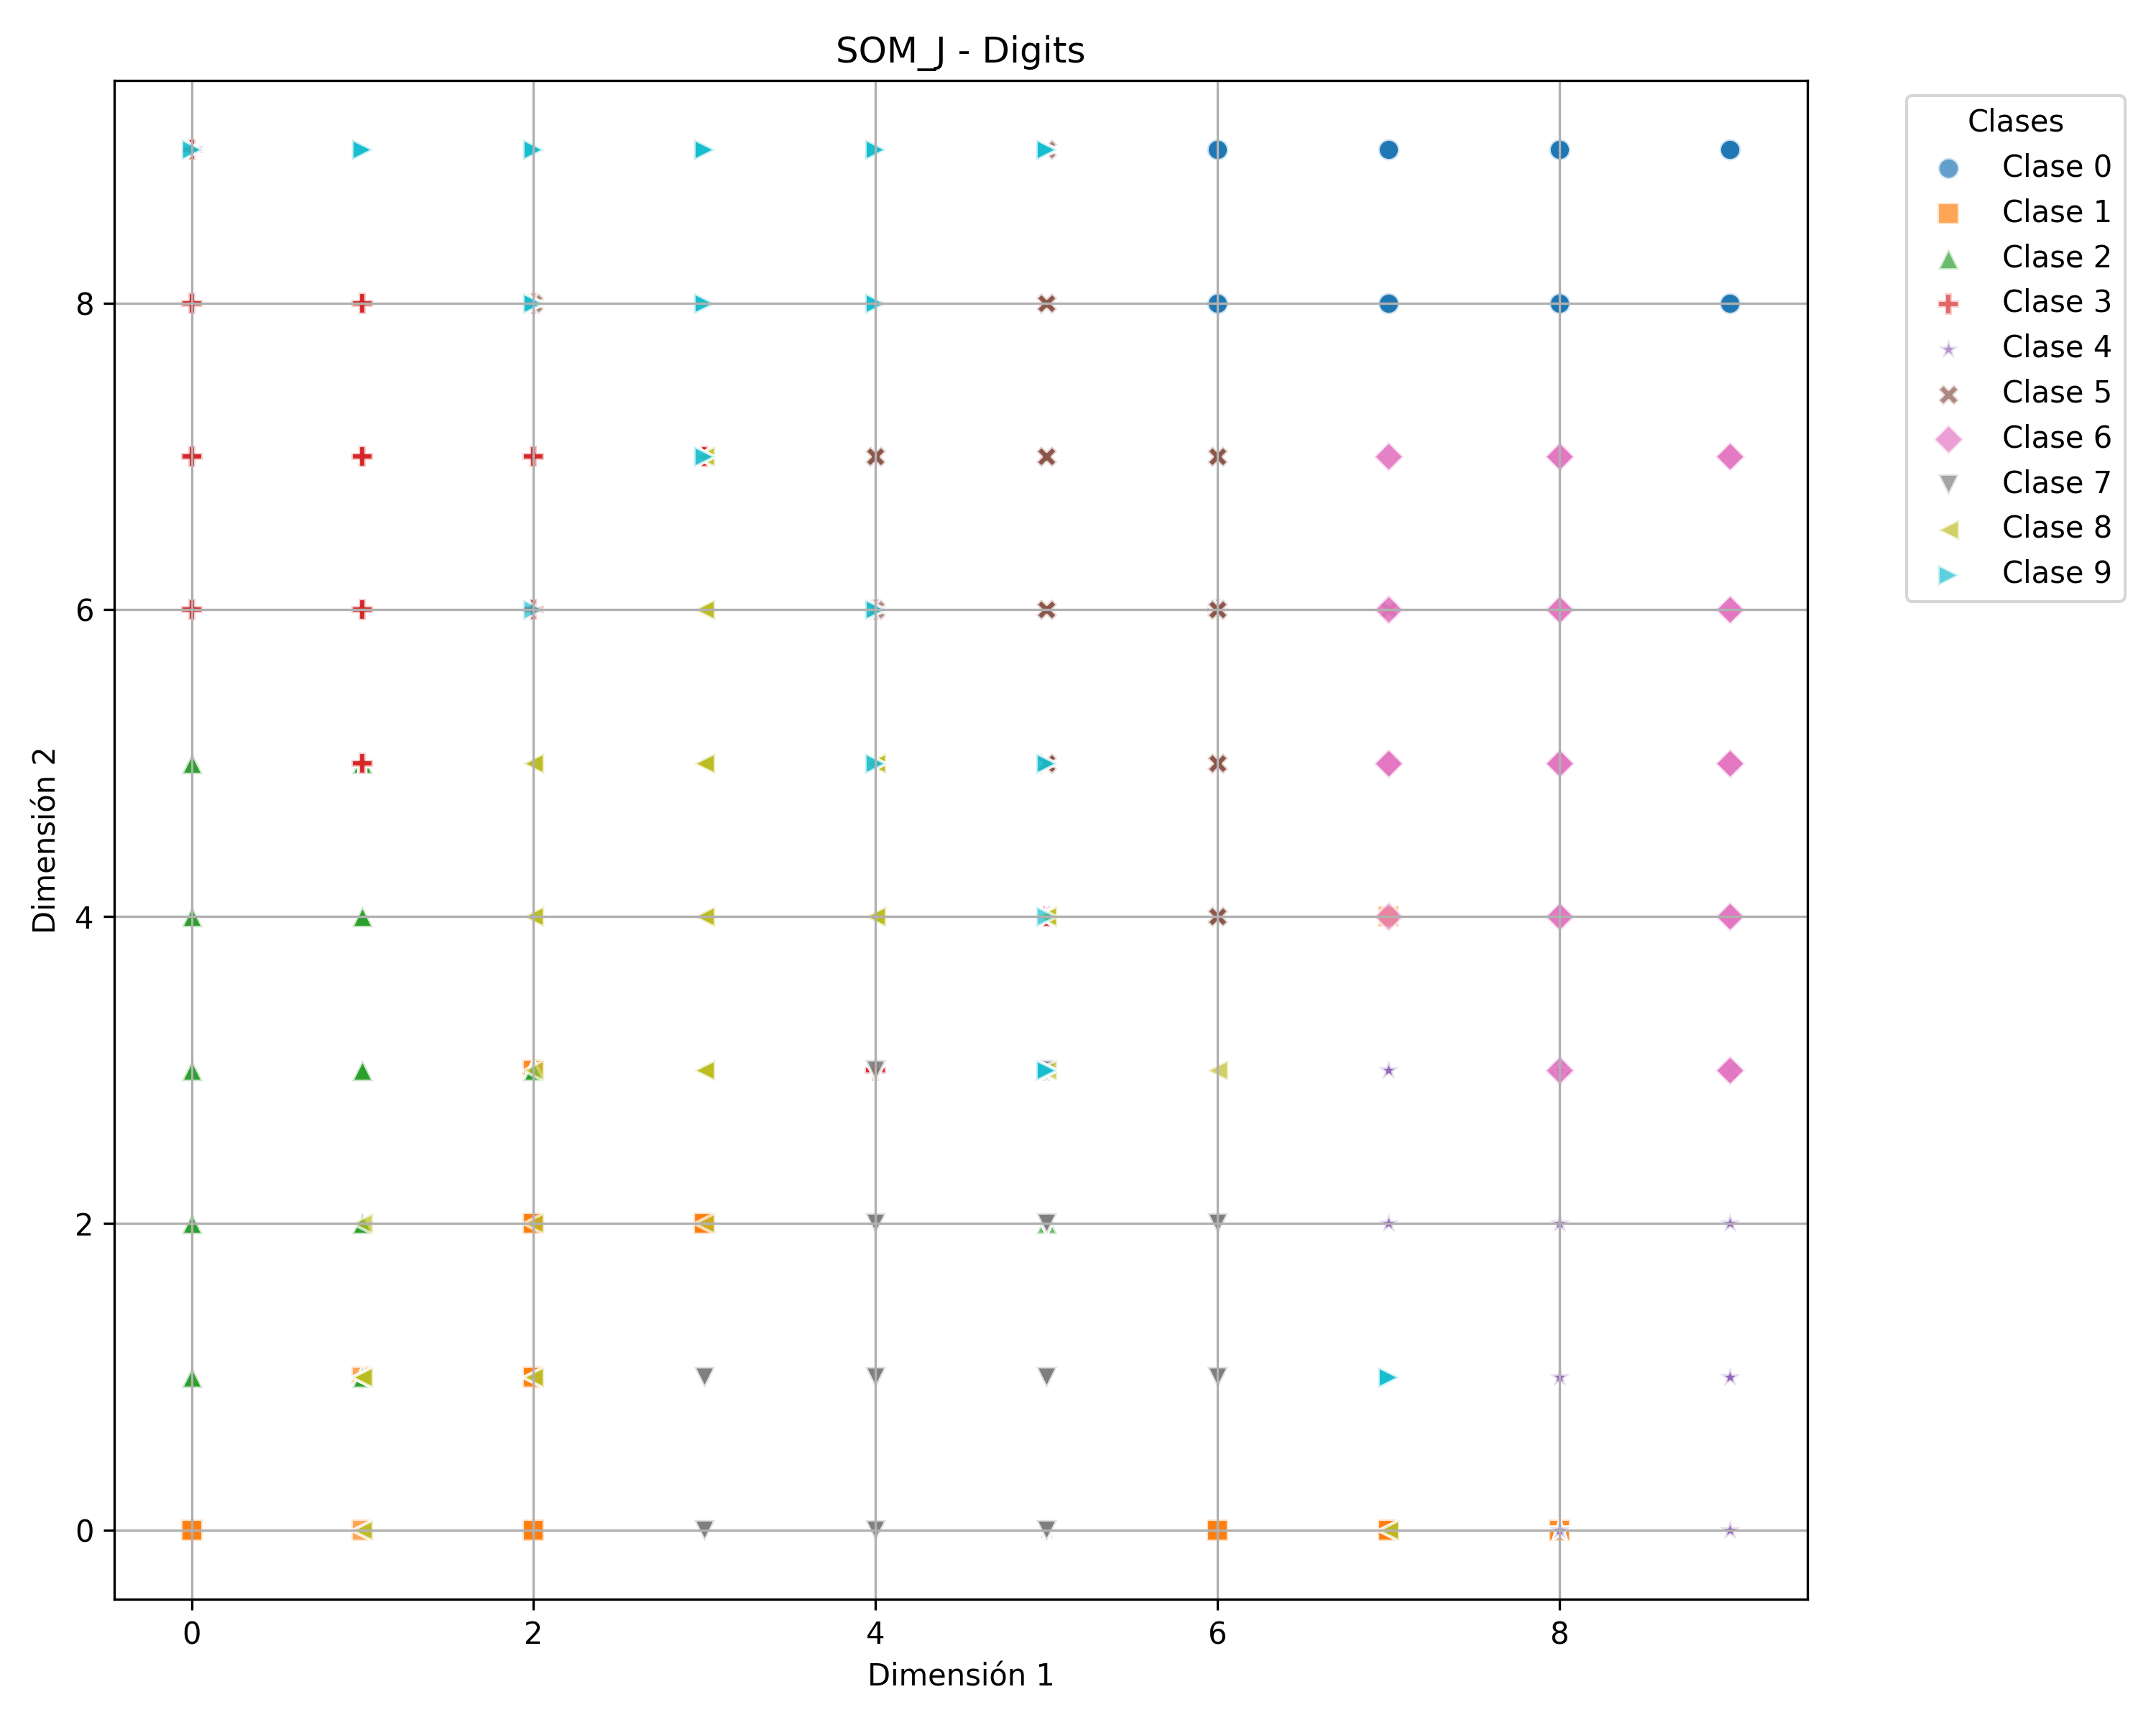 SOM_J - Digits
Clases
Clase 0
Clase 1
Clase 2
Clase 3
Clase 4
Clase 5
Clase 6
Clase 7
Clase 8
Clase 9
8
6
4
2
0
Dimensión 2
0 2 4 6 8
Dimensión 1